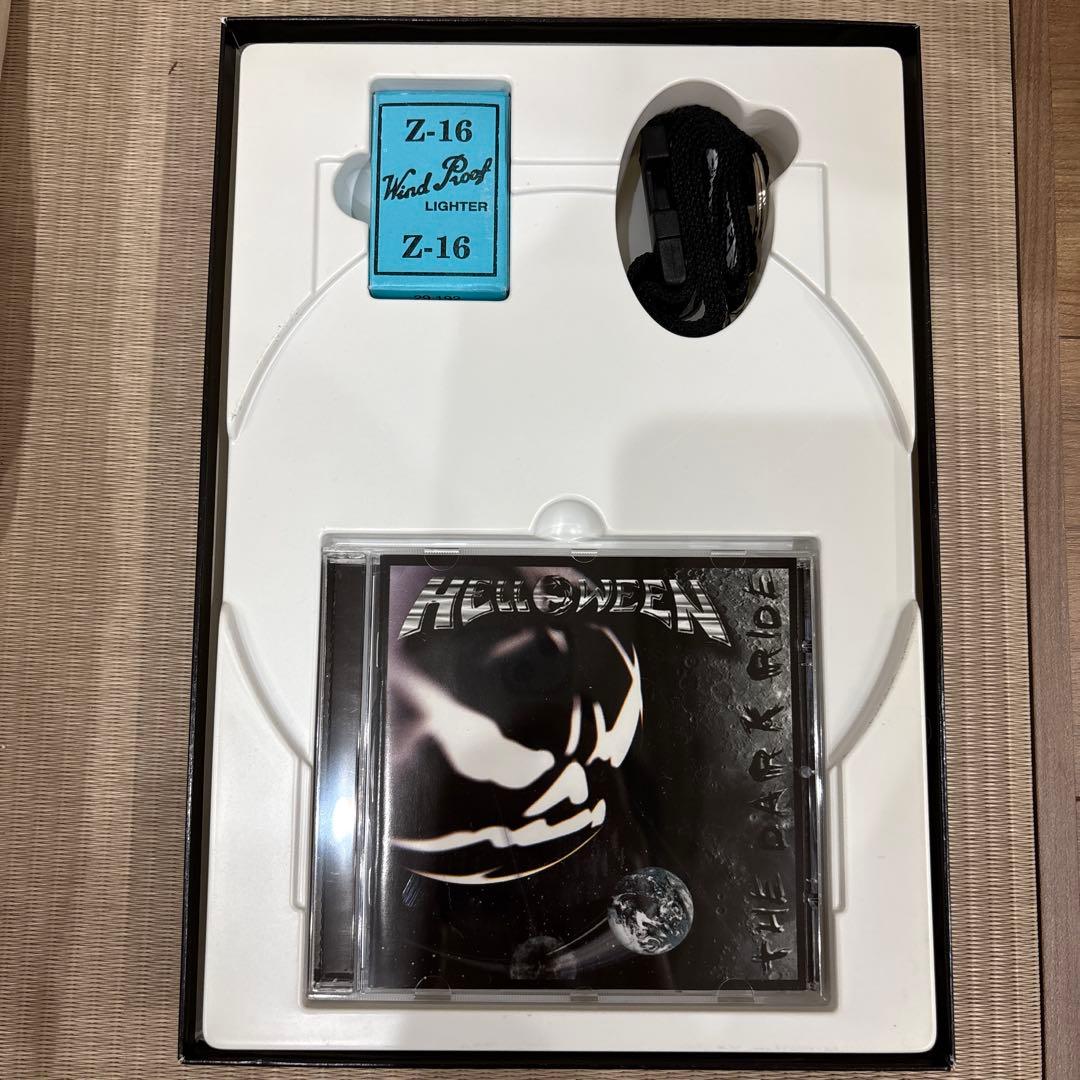 Z-16
Wind Proof
LIGHTER
Z-16
HELLOWEEN
THE DARK RIDE